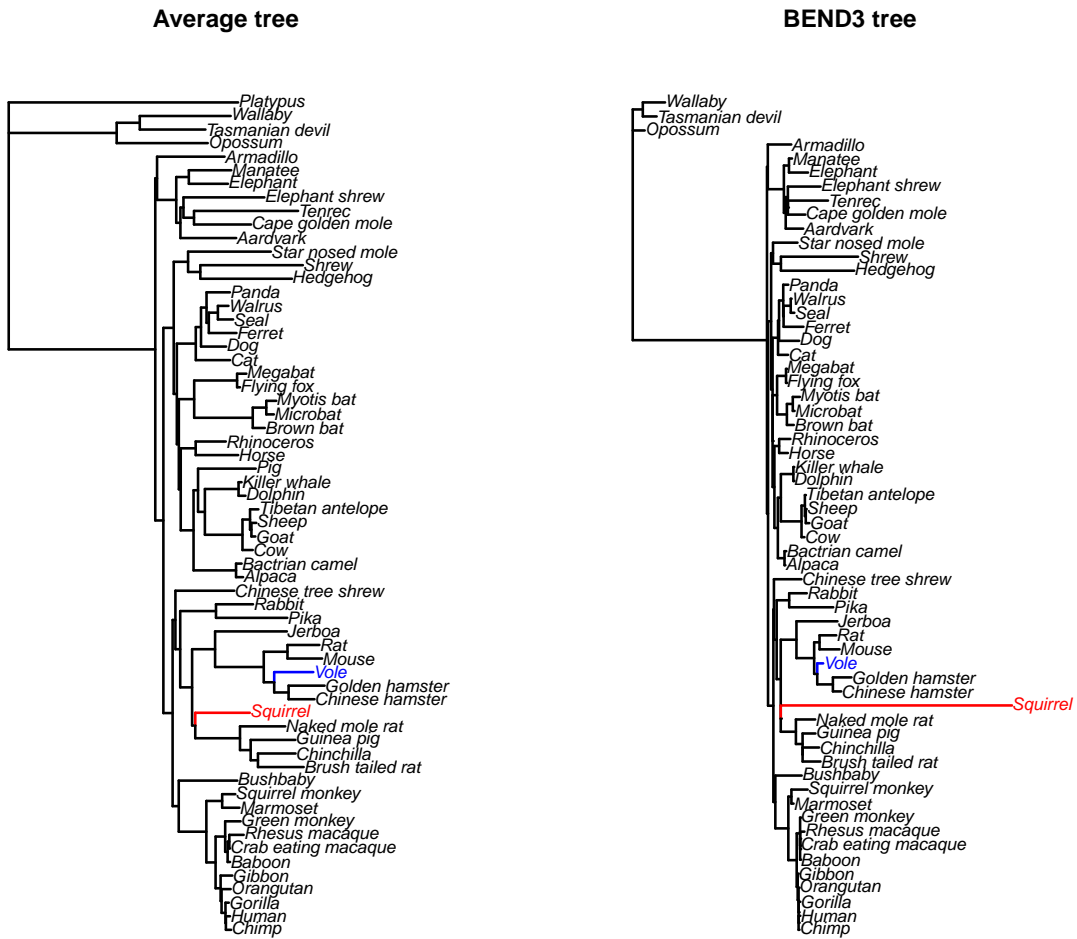 Average tree
Platypus
Wallaby
Tasmanian devil
Opossum
Armadillo
Manatee
Elephant
Elephant shrew
Tenrec
Cape golden mole
Aardvark
Star nosed mole
Shrew
Hedgehog
Panda
Walrus
Seal
Ferret
Dog
Cat
Megabat
Flying fox
Myotis bat
Microbat
Brown bat
Rhinoceros
Horse
Pig
Killer whale
Dolphin
Tibetan antelope
Sheep
Goat
Cow
Bactrian camel
Alpaca
Chinese tree shrew
Rabbit
Pika
Jerboa
Rat
Mouse
Vole
Golden hamster
Chinese hamster
Squirrel
Naked mole rat
Guinea pig
Chinchilla
Brush tailed rat
Bushbaby
Squirrel monkey
Marmoset
Green monkey
Rhesus macaque
Crab eating macaque
Baboon
Gibbon
Orangutan
Gorilla
Human
Chimp
BEND3 tree
Wallaby
Tasmanian devil
Opossum
Armadillo
Manatee
Elephant
Elephant shrew
Tenrec
Cape golden mole
Aardvark
Star nosed mole
Shrew
Hedgehog
Panda
Walrus
Seal
Ferret
Dog
Cat
Megabat
Flying fox
Myotis bat
Microbat
Brown bat
Rhinoceros
Horse
Killer whale
Dolphin
Tibetan antelope
Sheep
Goat
Cow
Bactrian camel
Alpaca
Chinese tree shrew
Rabbit
Pika
Jerboa
Rat
Mouse
Vole
Golden hamster
Chinese hamster
Squirrel
Naked mole rat
Guinea pig
Chinchilla
Brush tailed rat
Bushbaby
Squirrel monkey
Marmoset
Green monkey
Rhesus macaque
Crab eating macaque
Baboon
Gibbon
Orangutan
Gorilla
Human
Chimp